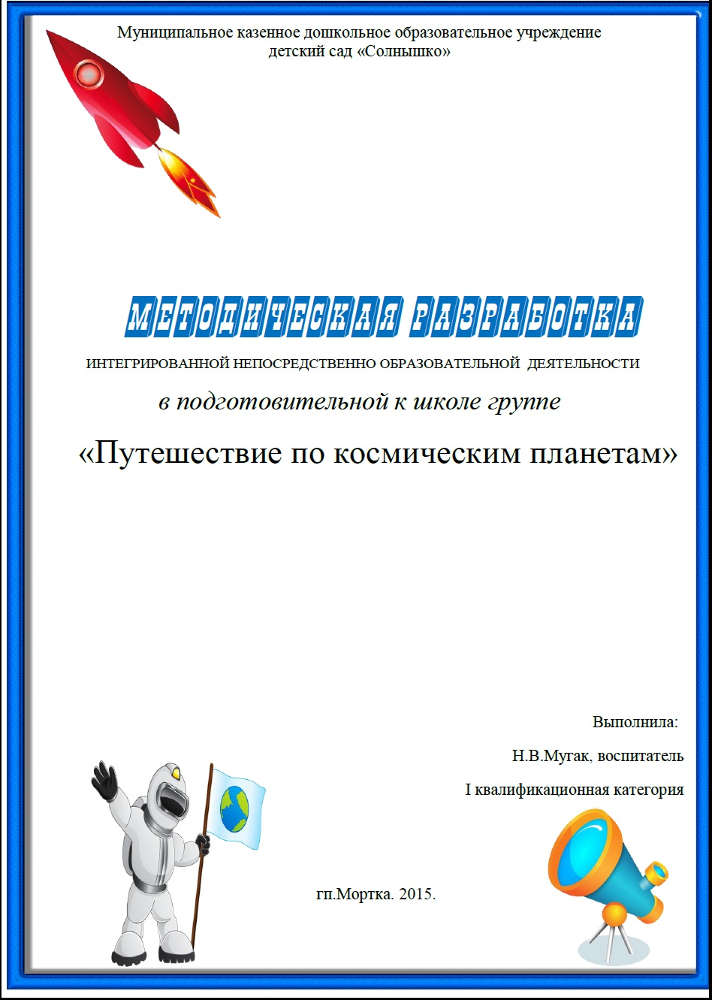 Муниципальное казенное дошкольное образовательное учреждение
детский сад «Солнышко»
МЕТОДИЧЕСКАЯ РАЗРАБОТКА
ИНТЕГРИРОВАННОЙ НЕПОСРЕДСТВЕННО ОБРАЗОВАТЕЛЬНОЙ ДЕЯТЕЛЬНОСТИ
в подготовительной к школе группе
«Путешествие по космическим планетам»
Выполнила:
Н.В.Мугак, воспитатель
I квалификационная категория
гп.Мортка. 2015.